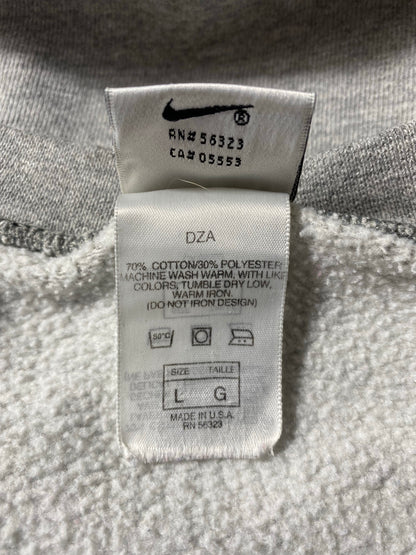 ®
RN# 56323
CA# 05553
DZA
70% COTTON/30% POLYESTER
MACHINE WASH WARM, WITH LIKE
COLORS, TUMBLE DRY LOW,
WARM IRON.
(DO NOT IRON DESIGN)
50°C
SIZE TAILLE
L G
MADE IN U.S.A.
RN 56323